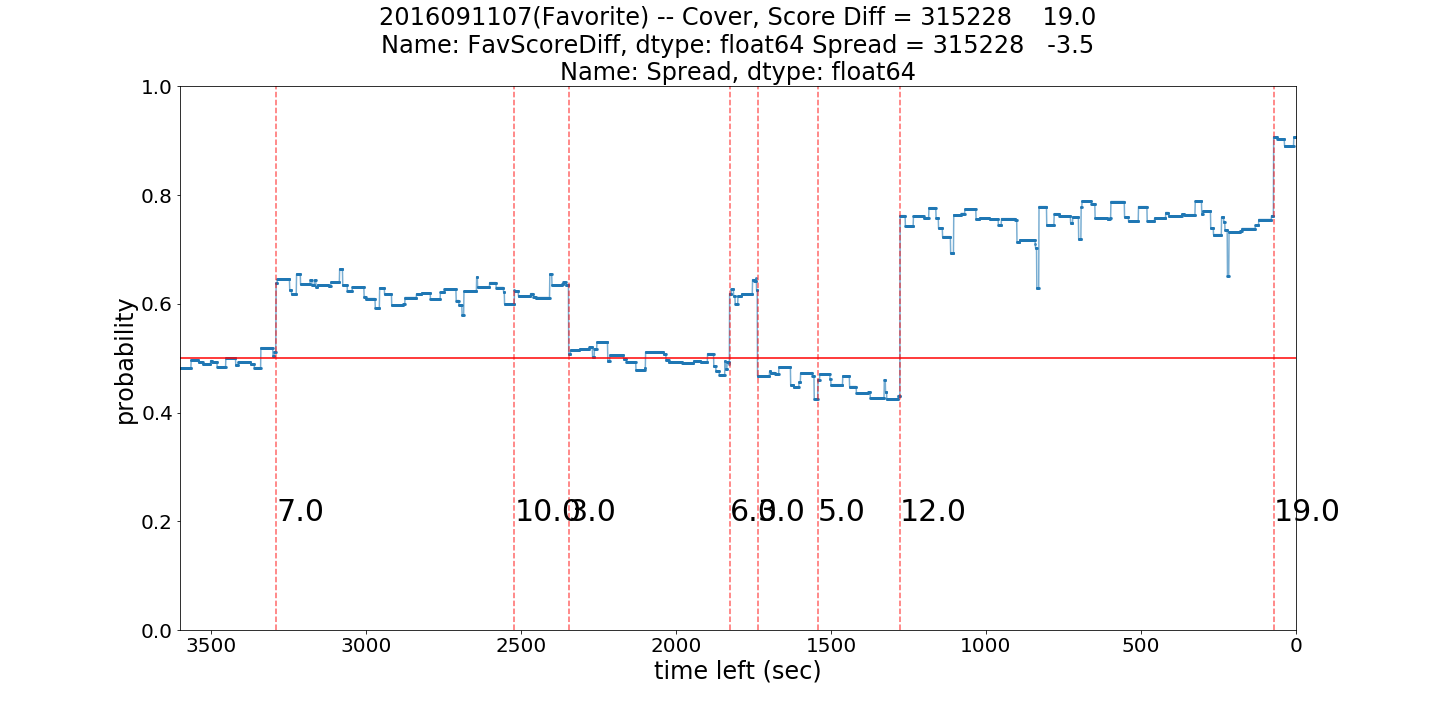 2016091107(Favorite) -- Cover, Score Diff = 315228    19.0
Name: FavScoreDiff, dtype: float64 Spread = 315228   -3.5
Name: Spread, dtype: float64
1.0
0.8
0.6
0.4
0.2
0.0
probability
7.0 10.0 3.0 6.0 3.0 5.0 12.0 19.0
3500 3000 2500 2000 1500 1000 500 0
time left (sec)